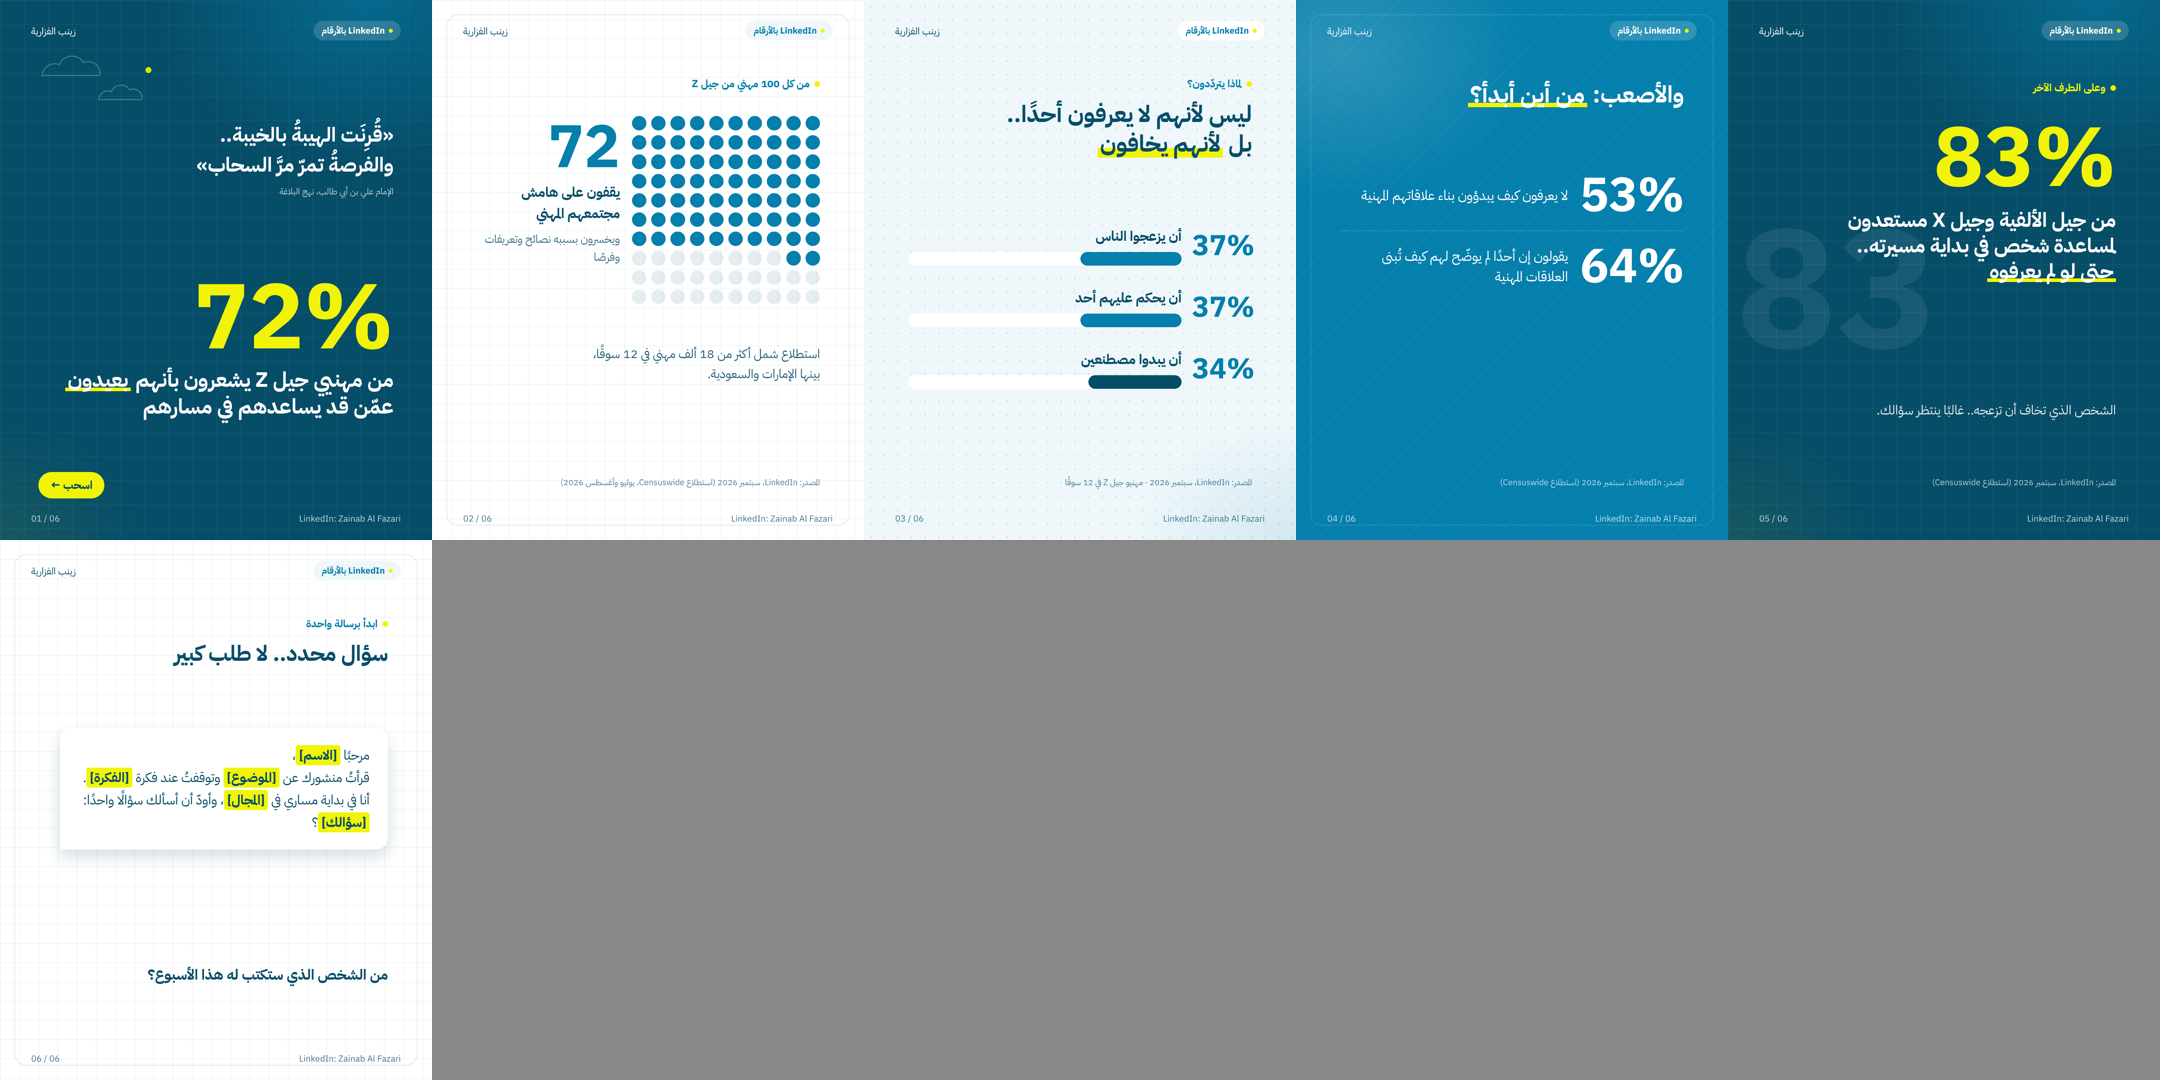 LinkedIn بالأرقام
زينب الفزارية
«قُرِنَت الهيبةُ بالخيبة..
والفرصةُ تمرّ مرَّ السحاب»
الإمام علي بن أبي طالب، نهج البلاغة
72%
من مهنيي جيل Z يشعرون بأنهم بعيدون
عمّن قد يساعدهم في مسارهم
اسحب ←
LinkedIn: Zainab Al Fazari
01 / 06
LinkedIn بالأرقام
زينب الفزارية
من كل 100 مهني من جيل Z
72
يقفون على هامش
مجتمعهم المهني
ويخسرون بسببه نصائح وتعريفات
وفرصًا
استطلاع شمل أكثر من 18 ألف مهني في 12 سوقًا،
بينها الإمارات والسعودية.
المصدر: LinkedIn، سبتمبر 2026 (استطلاع Censuswide، يوليو وأغسطس 2026)
LinkedIn: Zainab Al Fazari
02 / 06
LinkedIn بالأرقام
زينب الفزارية
لماذا يتردّدون؟
ليس لأنهم لا يعرفون أحدًا..
بل لأنهم يخافون
37%
أن يزعجوا الناس
37%
أن يحكم عليهم أحد
34%
أن يبدوا مصطنعين
المصدر: LinkedIn، سبتمبر 2026 · مهنيو جيل Z في 12 سوقًا
LinkedIn: Zainab Al Fazari
03 / 06
LinkedIn بالأرقام
زينب الفزارية
والأصعب: من أين أبدأ؟
53%
لا يعرفون كيف يبدؤون بناء علاقاتهم المهنية
64%
يقولون إن أحدًا لم يوضّح لهم كيف تُبنى
العلاقات المهنية
المصدر: LinkedIn، سبتمبر 2026 (استطلاع Censuswide)
LinkedIn: Zainab Al Fazari
04 / 06
LinkedIn بالأرقام
زينب الفزارية
وعلى الطرف الآخر
83%
من جيل الألفية وجيل X مستعدون
لمساعدة شخص في بداية مسيرته..
حتى لو لم يعرفوه
83
الشخص الذي تخاف أن تزعجه.. غالبًا ينتظر سؤالك.
المصدر: LinkedIn، سبتمبر 2026 (استطلاع Censuswide)
LinkedIn: Zainab Al Fazari
05 / 06
LinkedIn بالأرقام
زينب الفزارية
ابدأ برسالة واحدة
سؤال محدد.. لا طلب كبير
مرحبًا [الاسم]،
قرأتُ منشورك عن [الموضوع] وتوقفتُ عند فكرة [الفكرة].
أنا في بداية مساري في [المجال]، وأودّ أن أسألك سؤالًا واحدًا:
[سؤالك]؟
من الشخص الذي ستكتب له هذا الأسبوع؟
LinkedIn: Zainab Al Fazari
06 / 06